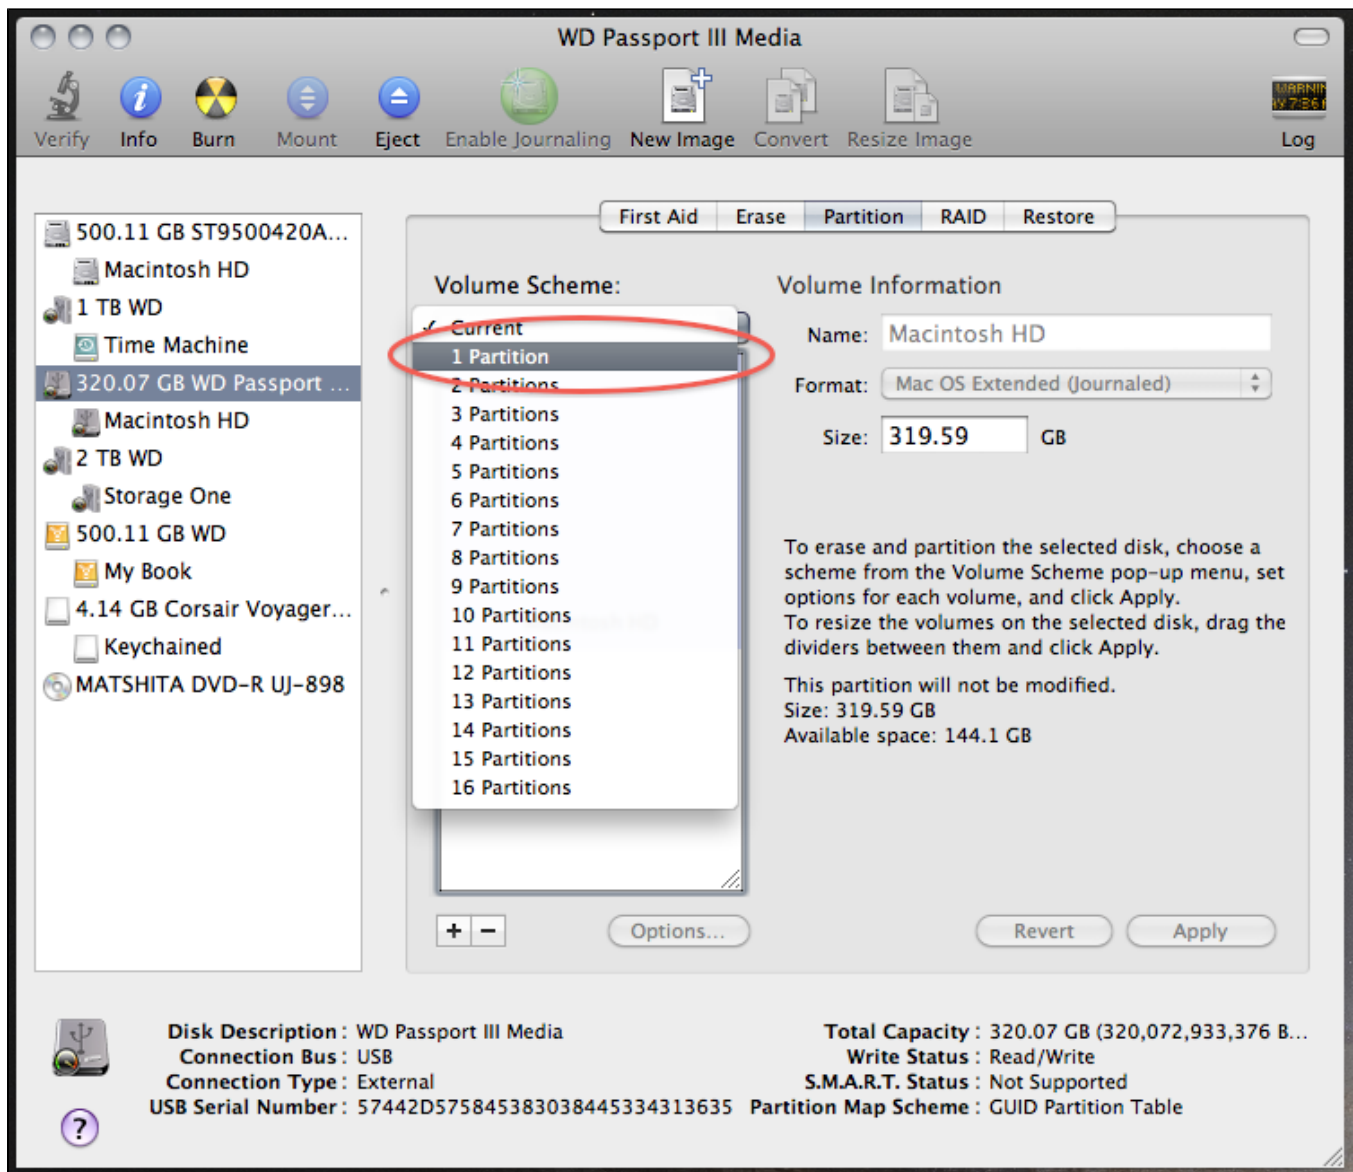 WD Passport III Media
Verify Info Burn Mount Eject Enable Journaling New Image Convert Resize Image Log
WARNIN
AY 7:36
500.11 GB ST9500420A...
Macintosh HD
1 TB WD
Time Machine
320.07 GB WD Passport ...
Macintosh HD
2 TB WD
Storage One
500.11 GB WD
My Book
4.14 GB Corsair Voyager...
Keychained
MATSHITA DVD-R UJ-898
First Aid Erase Partition RAID Restore
Volume Scheme:
✓ Current
1 Partition
2 Partitions
3 Partitions
4 Partitions
5 Partitions
6 Partitions
7 Partitions
8 Partitions
9 Partitions
10 Partitions
11 Partitions
12 Partitions
13 Partitions
14 Partitions
15 Partitions
16 Partitions
Volume Information
Name: Macintosh HD
Format: Mac OS Extended (Journaled)
Size: 319.59 GB
To erase and partition the selected disk, choose a
scheme from the Volume Scheme pop-up menu, set
options for each volume, and click Apply.
To resize the volumes on the selected disk, drag the
dividers between them and click Apply.
This partition will not be modified.
Size: 319.59 GB
Available space: 144.1 GB
+ − Options... Revert Apply
Disk Description : WD Passport III Media
Connection Bus : USB
Connection Type : External
USB Serial Number : 57442D5758453830384453343133635
Total Capacity : 320.07 GB (320,072,933,376 B...
Write Status : Read/Write
S.M.A.R.T. Status : Not Supported
Partition Map Scheme : GUID Partition Table
?